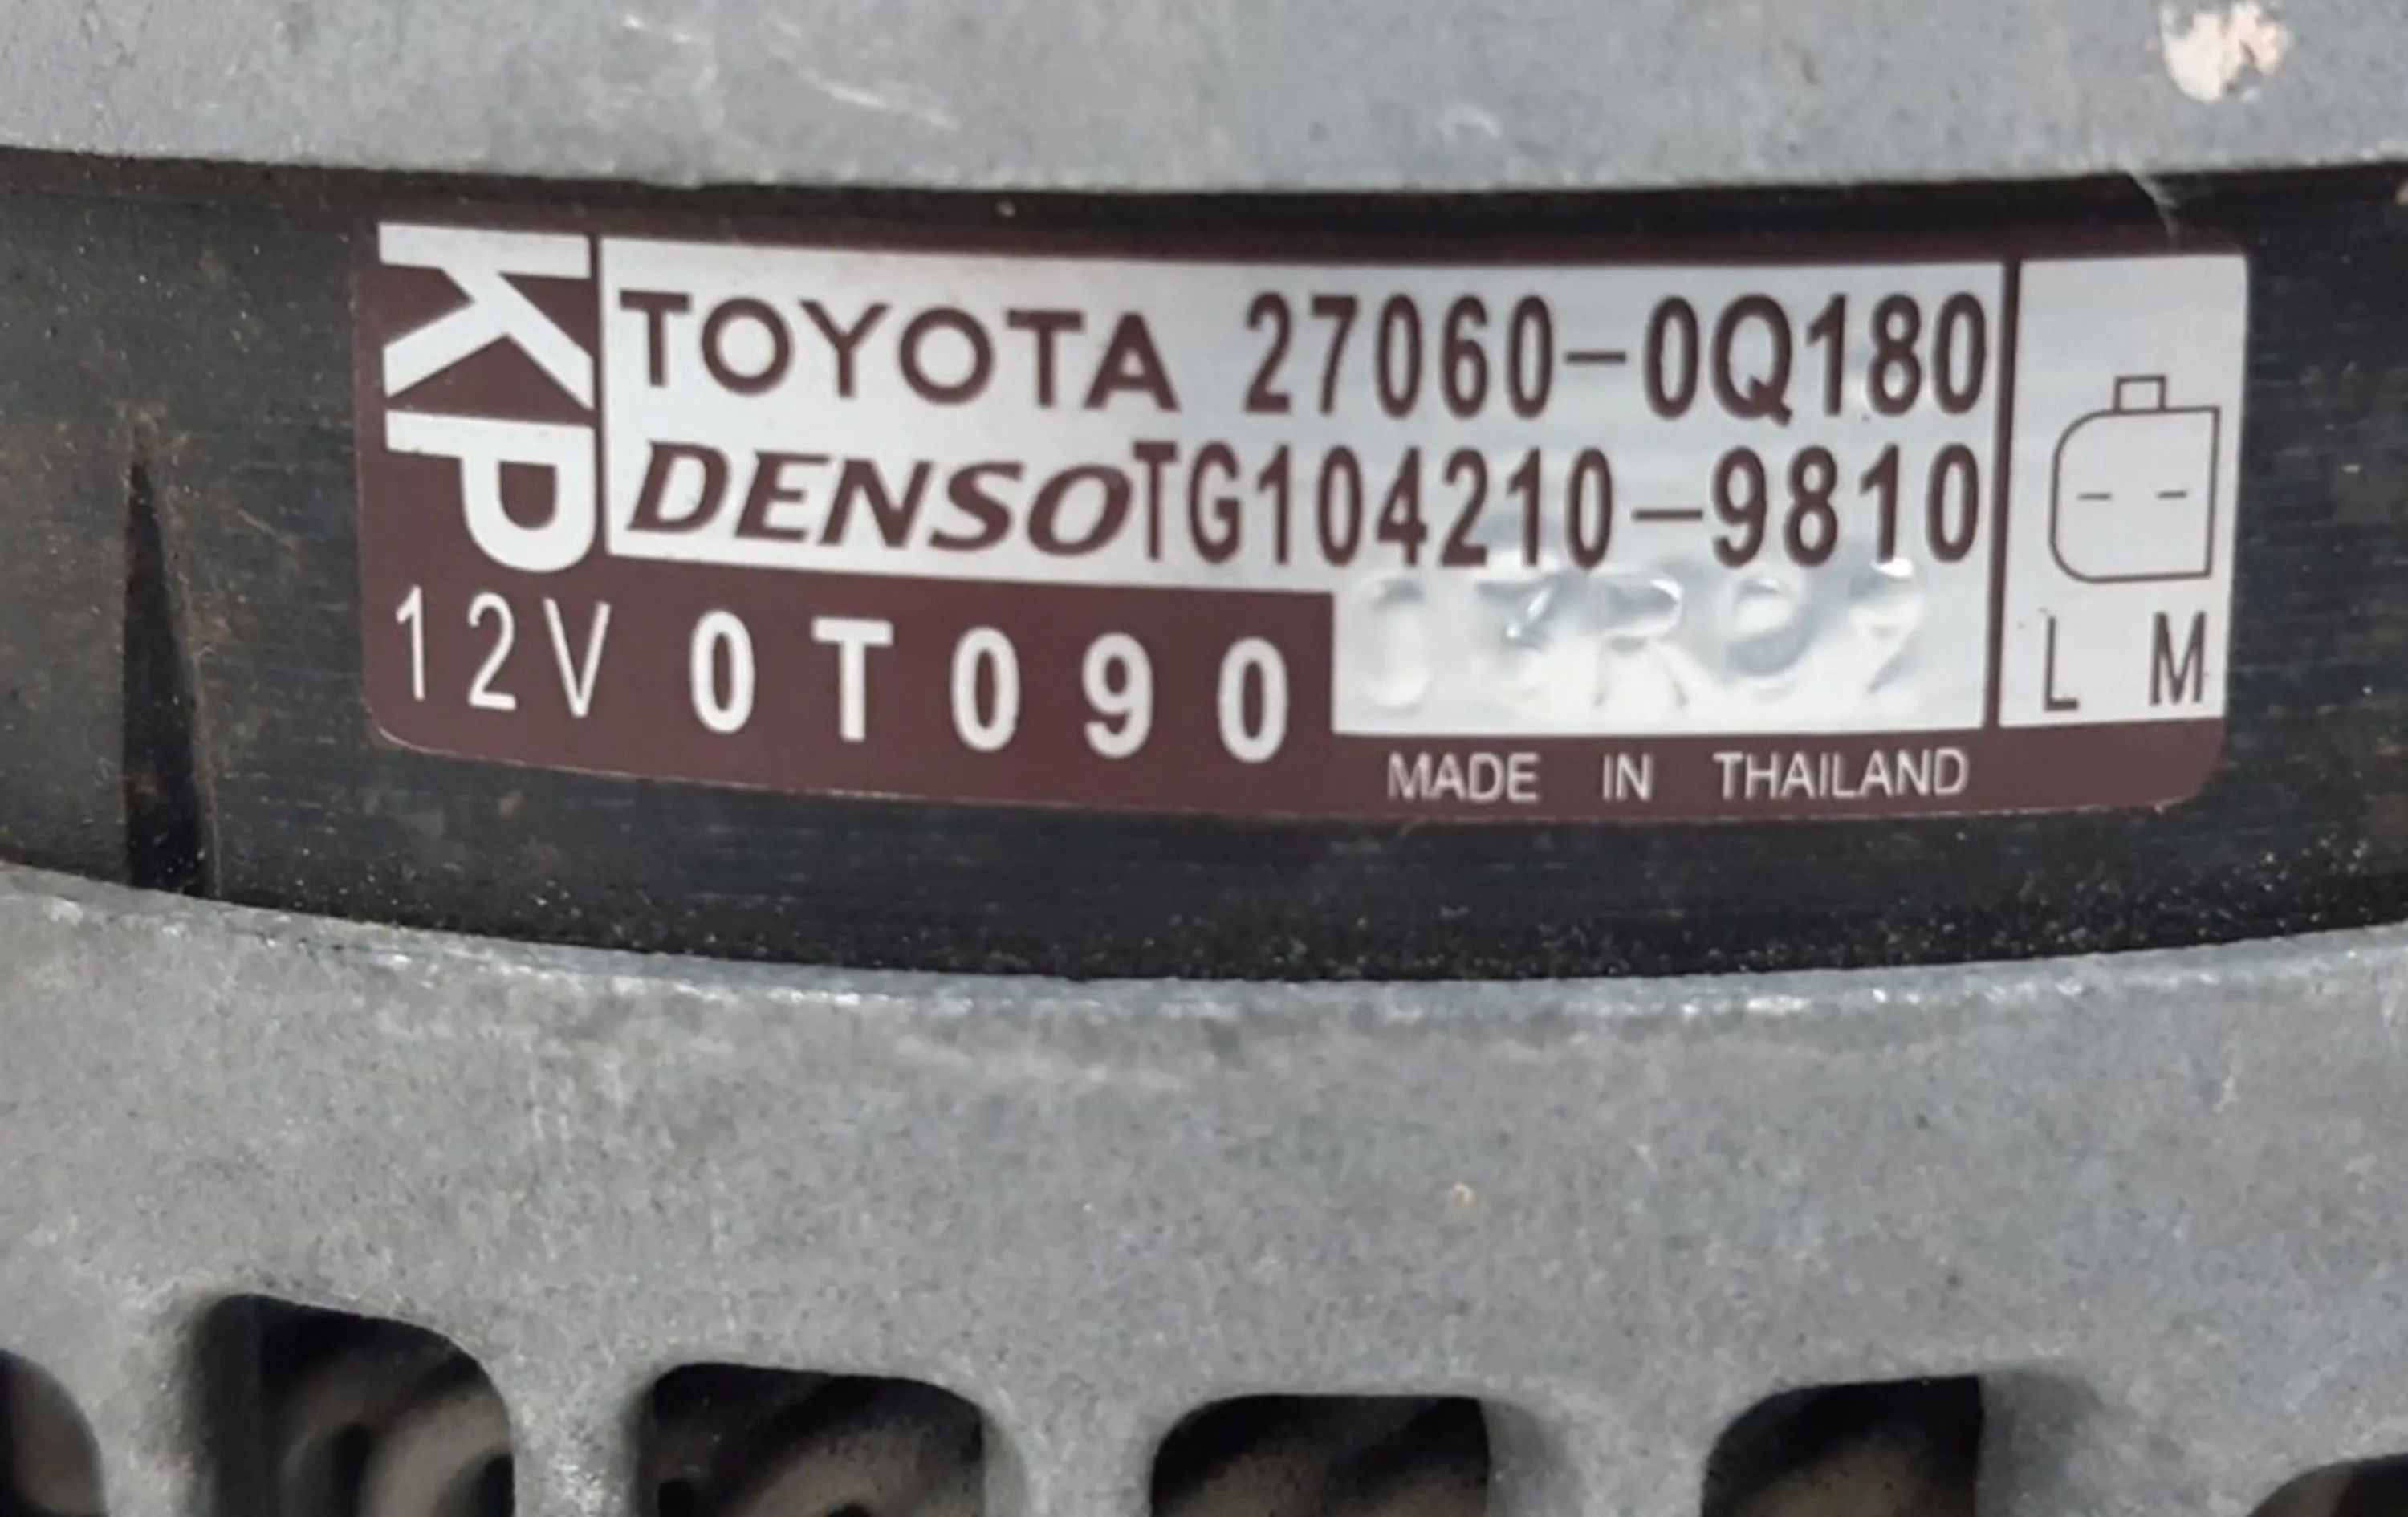 KP
TOYOTA 27060-0Q180
DENSO TG104210-9810
12V 0T090
L M
MADE IN THAILAND